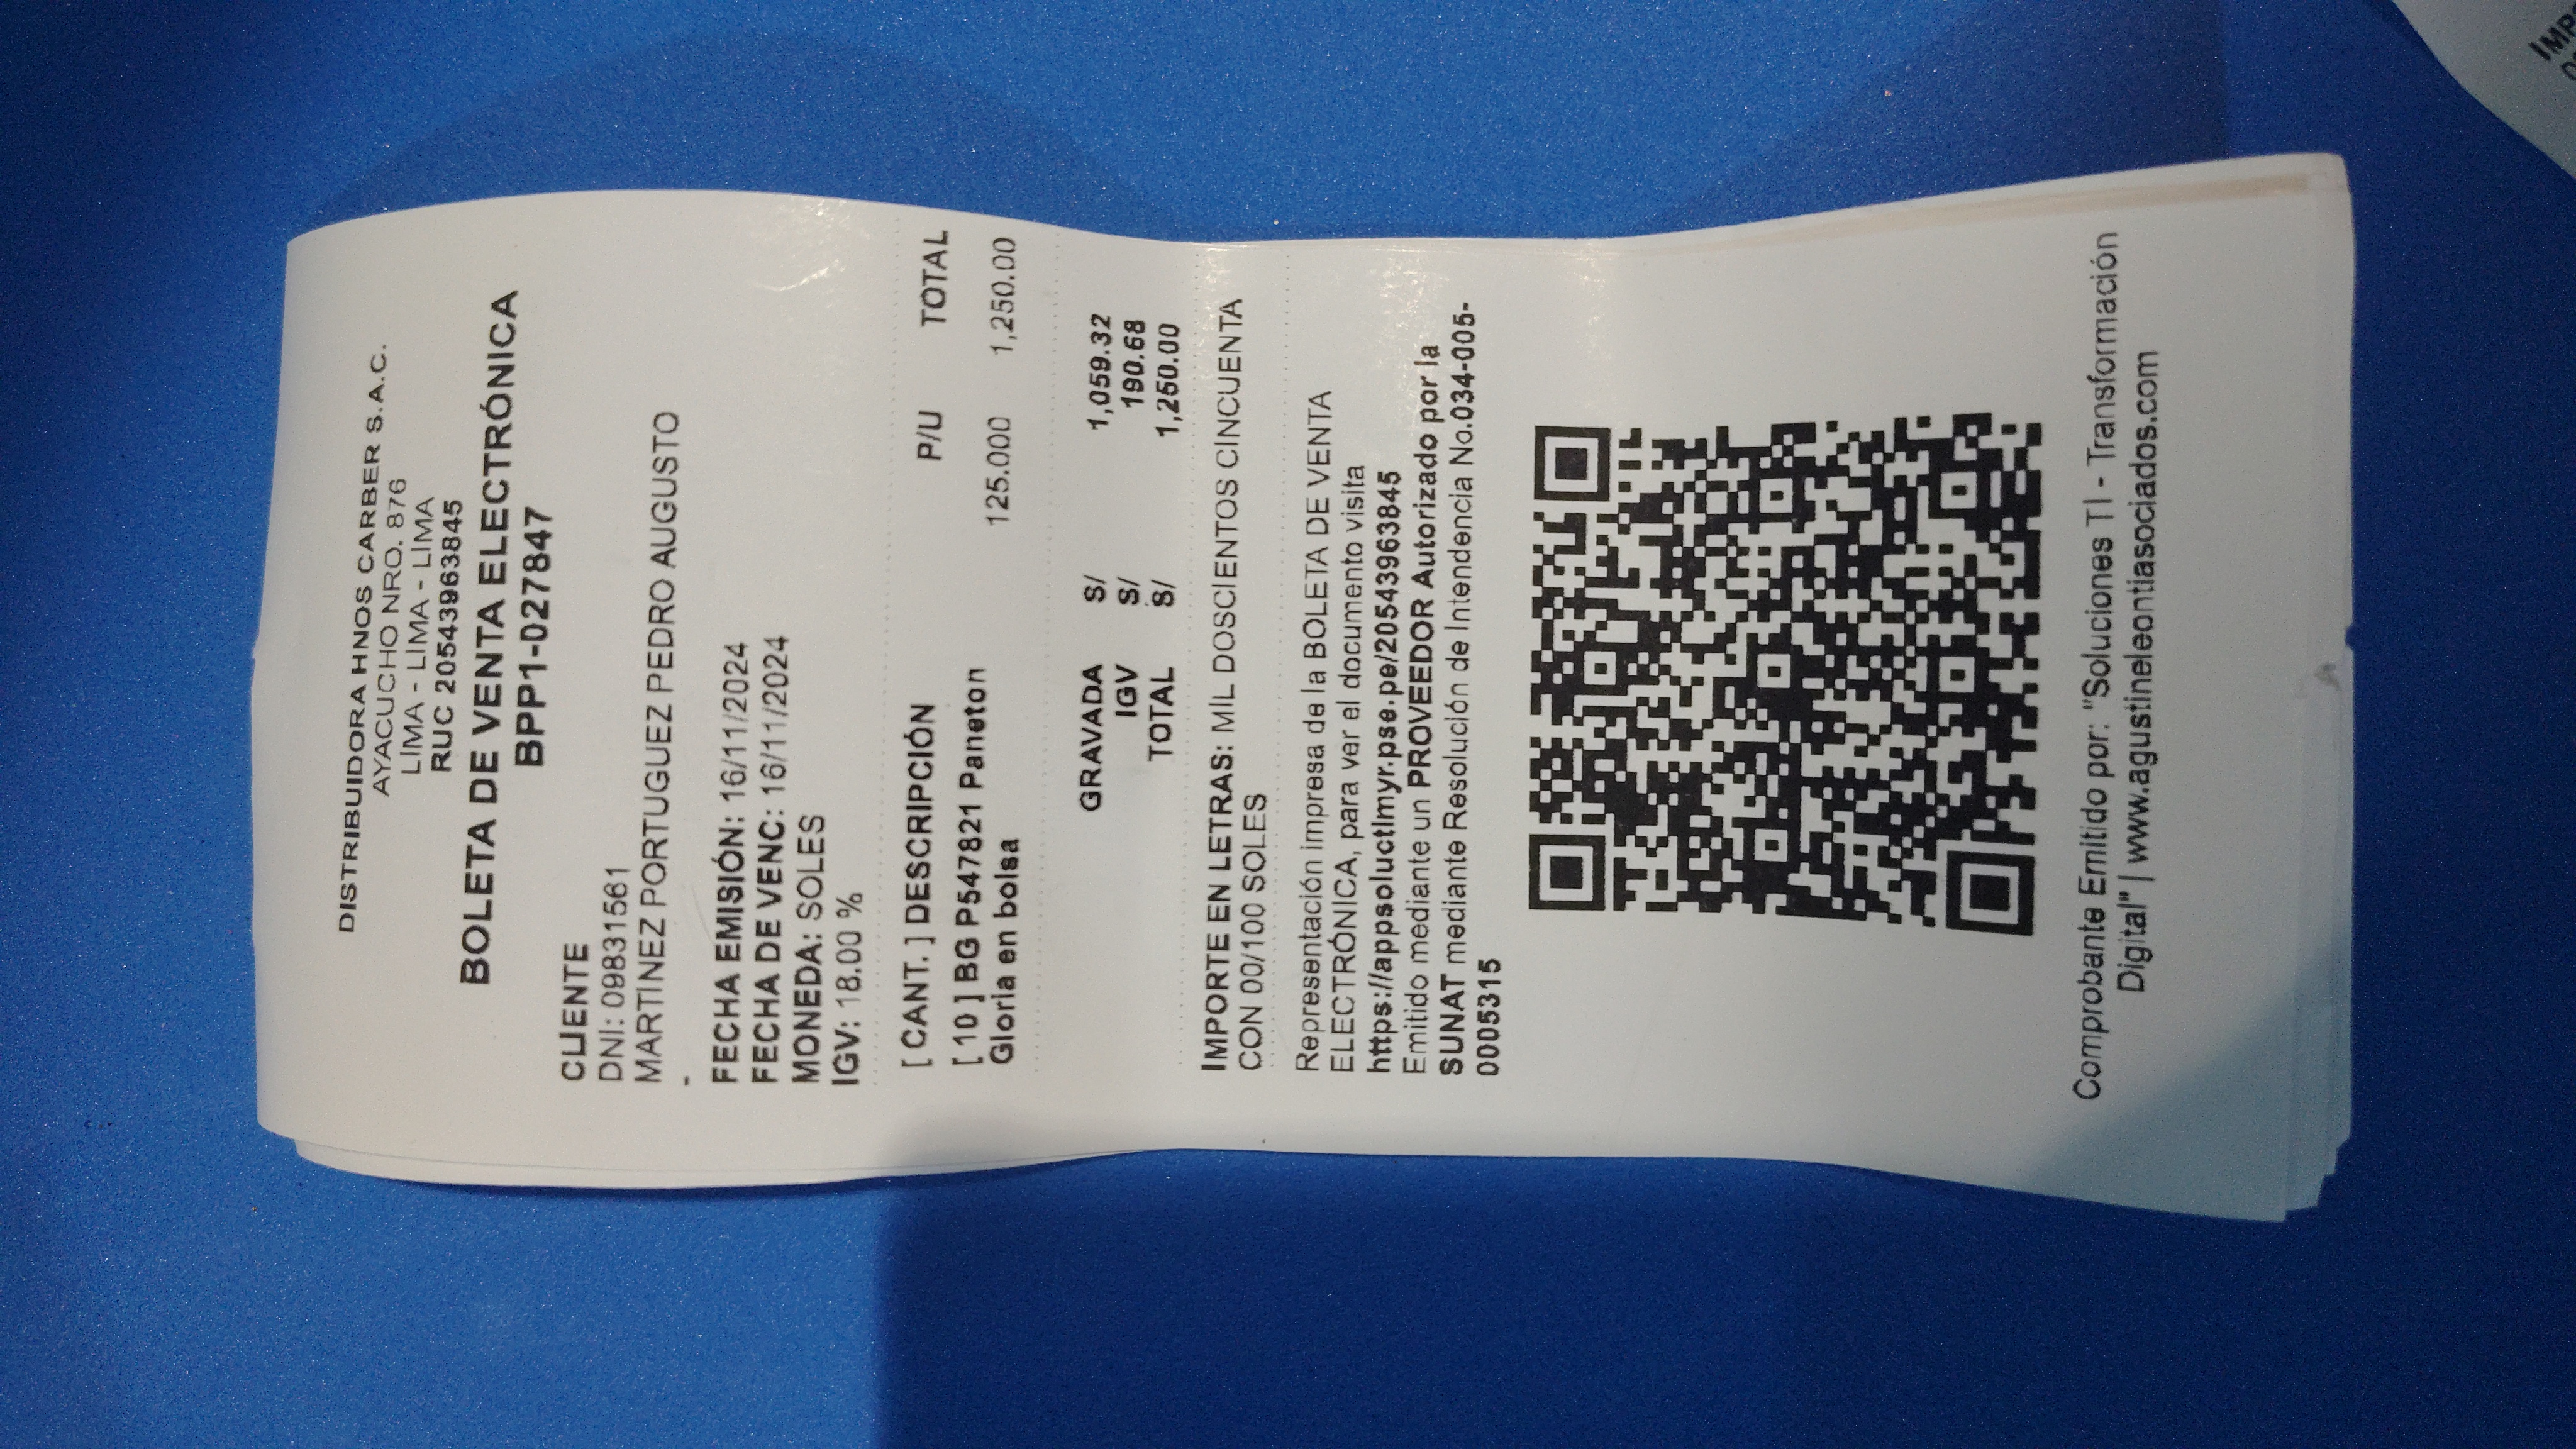 DISTRIBUIDORA HNOS CARBER S.A.C.
AYACUCHO NRO. 876
LIMA - LIMA - LIMA
RUC 20543963845
BOLETA DE VENTA ELECTRÓNICA
BPP1-027847
CLIENTE
DNI: 09831561
MARTINEZ PORTUGUEZ PEDRO AUGUSTO
-
FECHA EMISIÓN: 16/11/2024
FECHA DE VENC: 16/11/2024
MONEDA: SOLES
IGV: 18.00 %
[ CANT. ] DESCRIPCIÓN P/U TOTAL
[ 10 ] BG P547821 Paneton
Gloria en bolsa 125.000 1,250.00
GRAVADA S/ 1,059.32
IGV S/ 190.68
TOTAL S/ 1,250.00
IMPORTE EN LETRAS: MIL DOSCIENTOS CINCUENTA
CON 00/100 SOLES
Representación impresa de la BOLETA DE VENTA
ELECTRÓNICA, para ver el documento visita
https://appsoluctlmyr.pse.pe/20543963845
Emitido mediante un PROVEEDOR Autorizado por la
SUNAT mediante Resolución de Intendencia No.034-005-
0005315
Comprobante Emitido por: "Soluciones TI - Transformación
Digital" | www.agustineleontiasociados.com